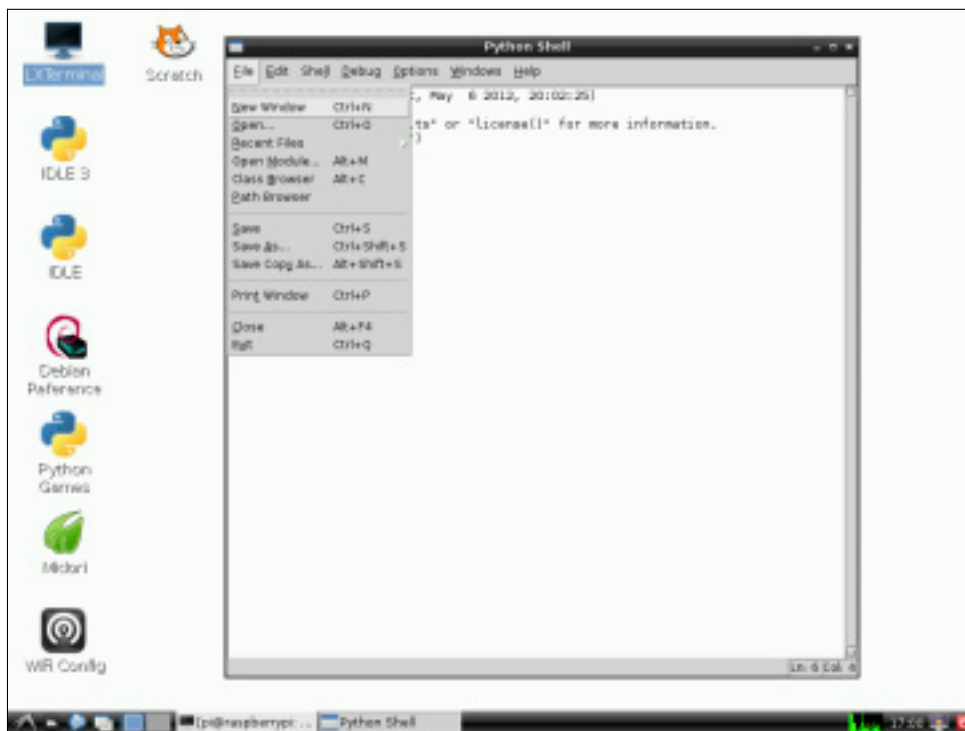 LXTerminal
Scratch
IDLE 3
IDLE
Debian
Reference
Python
Games
Midori
WiFi Config
Python Shell
File Edit Shell Debug Options Windows Help
New Window Ctrl+N
Open... Ctrl+O
Recent Files
Open Module... Alt+M
Class Browser Alt+C
Path Browser
Save Ctrl+S
Save As... Ctrl+Shift+S
Save Copy As... Alt+Shift+S
Print Window Ctrl+P
Close Alt+F4
Exit Ctrl+Q
, May 6 2012, 20:02:25)
ts" or "license()" for more information.
')
Ln: 6 Col: 4
[pi@raspberrypi: ...
Python Shell